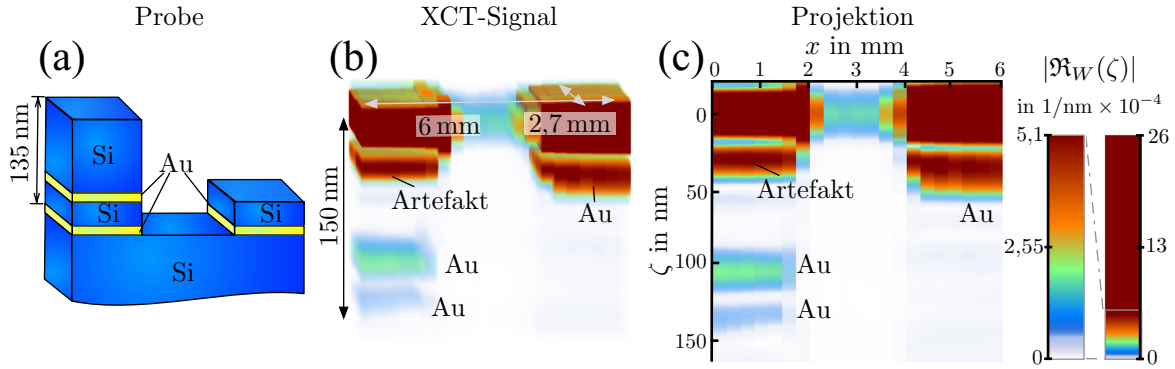 Probe
(a)
135 nm
Si
Au
Si
Si
Si
XCT-Signal
(b)
6 mm
2,7 mm
150 nm
Artefakt
Au
Au
Au
Projektion
(c)
x in mm
0 1 2 3 4 5 6
ζ in nm
0
50
100
150
Artefakt
Au
Au
Au
|ℜW(ζ)|
in 1/nm × 10⁻⁴
5,1
2,55
0
26
13
0